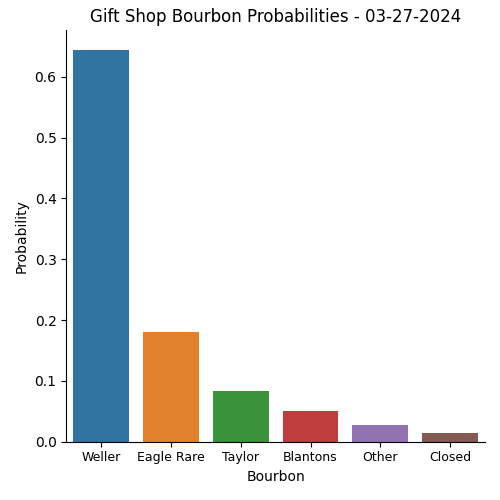 Gift Shop Bourbon Probabilities - 03-27-2024
Probability
0.6
0.5
0.4
0.3
0.2
0.1
0.0
Weller Eagle Rare Taylor Blantons Other Closed
Bourbon